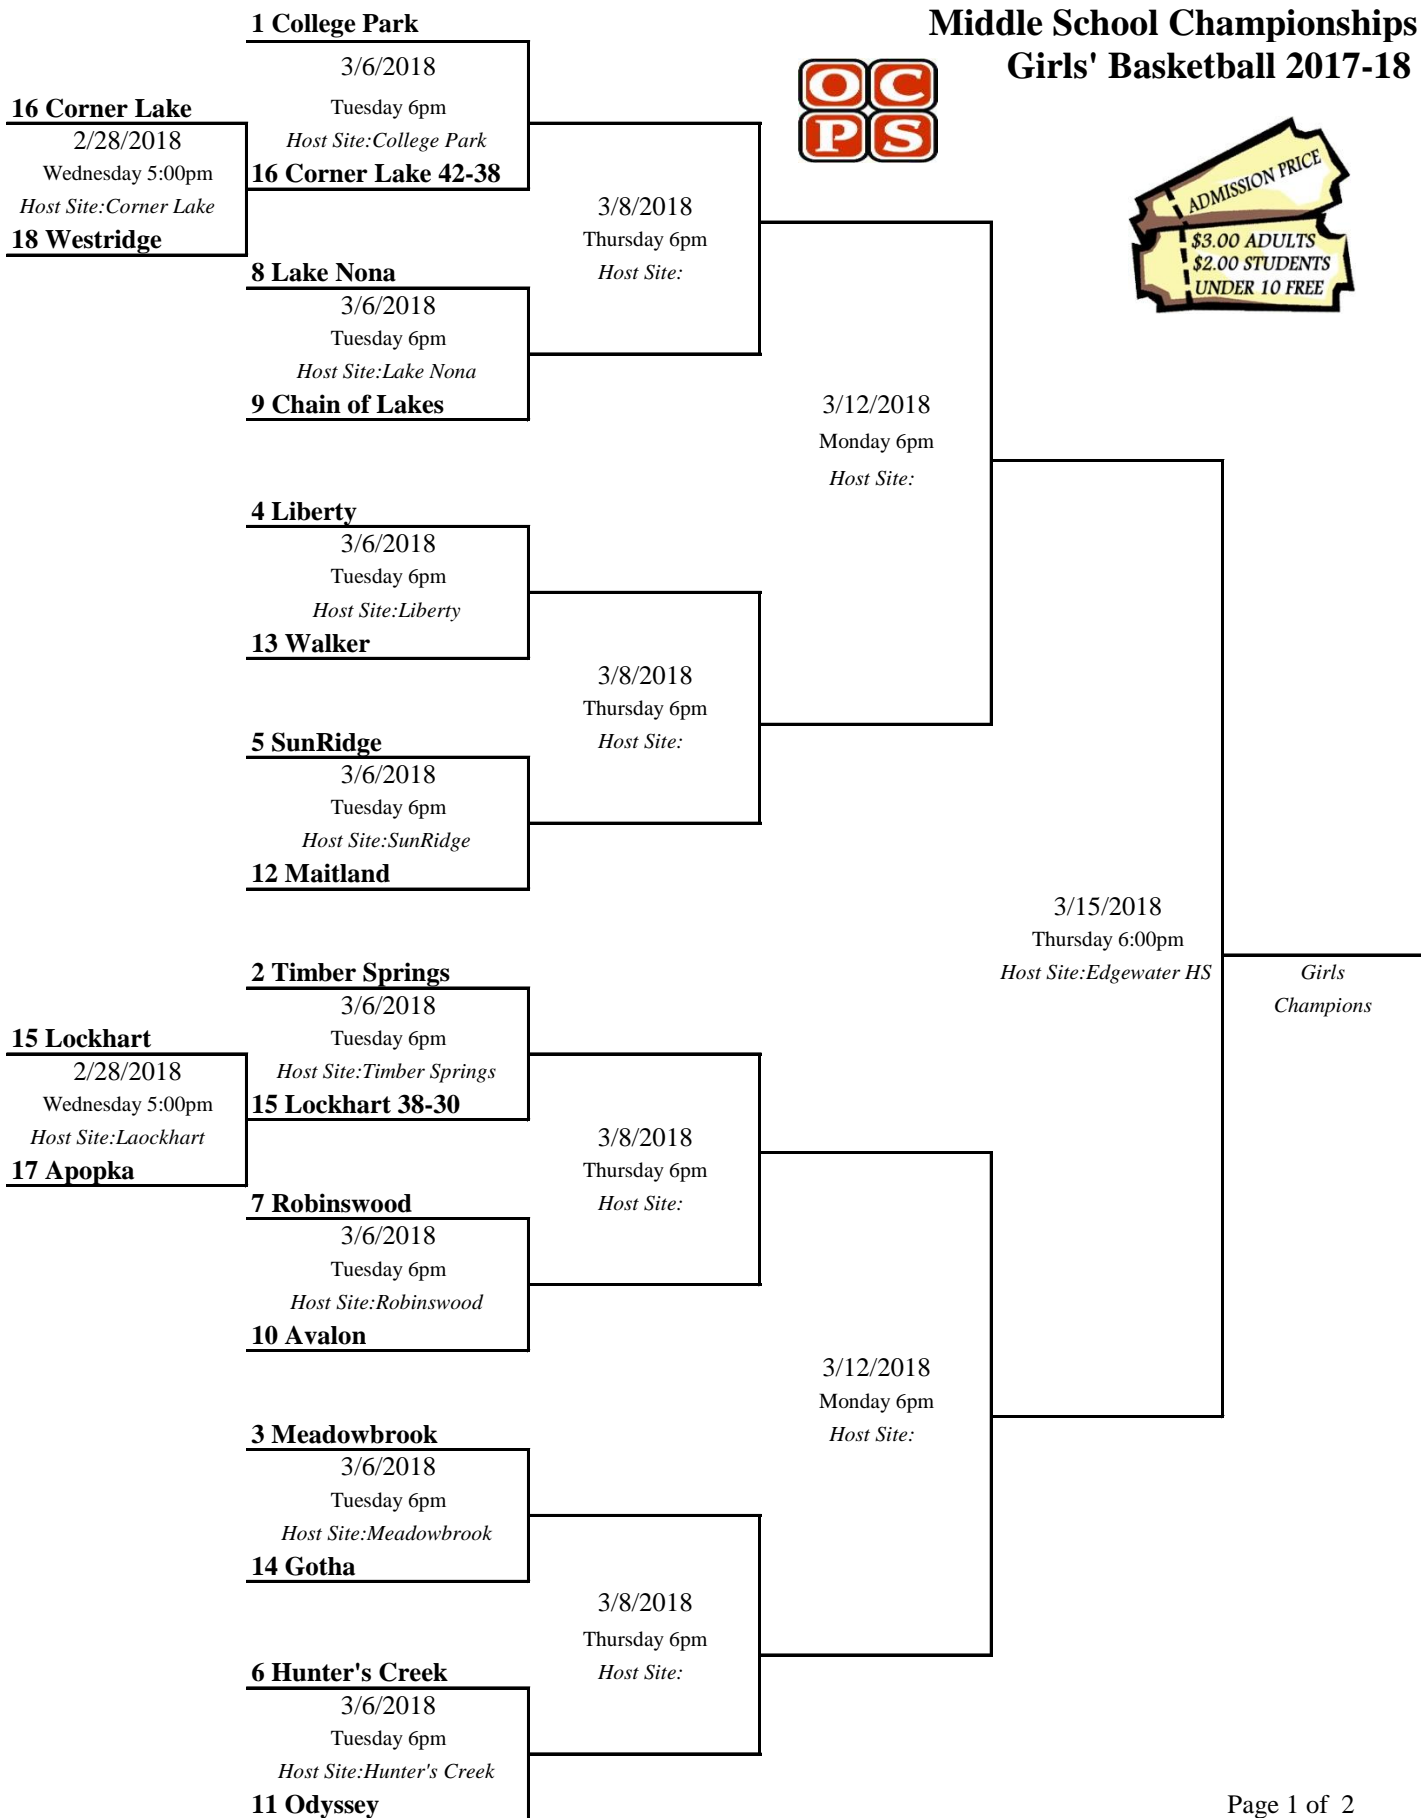 Middle School Championships
Girls' Basketball 2017-18
OC
PS
ADMISSION PRICE
$3.00 ADULTS
$2.00 STUDENTS
UNDER 10 FREE
16 Corner Lake
2/28/2018
Wednesday 5:00pm
Host Site:Corner Lake
18 Westridge
1 College Park
3/6/2018
Tuesday 6pm
Host Site:College Park
16 Corner Lake 42-38
8 Lake Nona
3/6/2018
Tuesday 6pm
Host Site:Lake Nona
9 Chain of Lakes
3/8/2018
Thursday 6pm
Host Site:
4 Liberty
3/6/2018
Tuesday 6pm
Host Site:Liberty
13 Walker
5 SunRidge
3/6/2018
Tuesday 6pm
Host Site:SunRidge
12 Maitland
3/8/2018
Thursday 6pm
Host Site:
3/12/2018
Monday 6pm
Host Site:
15 Lockhart
2/28/2018
Wednesday 5:00pm
Host Site:Laockhart
17 Apopka
2 Timber Springs
3/6/2018
Tuesday 6pm
Host Site:Timber Springs
15 Lockhart 38-30
7 Robinswood
3/6/2018
Tuesday 6pm
Host Site:Robinswood
10 Avalon
3/8/2018
Thursday 6pm
Host Site:
3 Meadowbrook
3/6/2018
Tuesday 6pm
Host Site:Meadowbrook
14 Gotha
6 Hunter's Creek
3/6/2018
Tuesday 6pm
Host Site:Hunter's Creek
11 Odyssey
3/8/2018
Thursday 6pm
Host Site:
3/12/2018
Monday 6pm
Host Site:
3/15/2018
Thursday 6:00pm
Host Site:Edgewater HS
Girls
Champions
Page 1 of 2